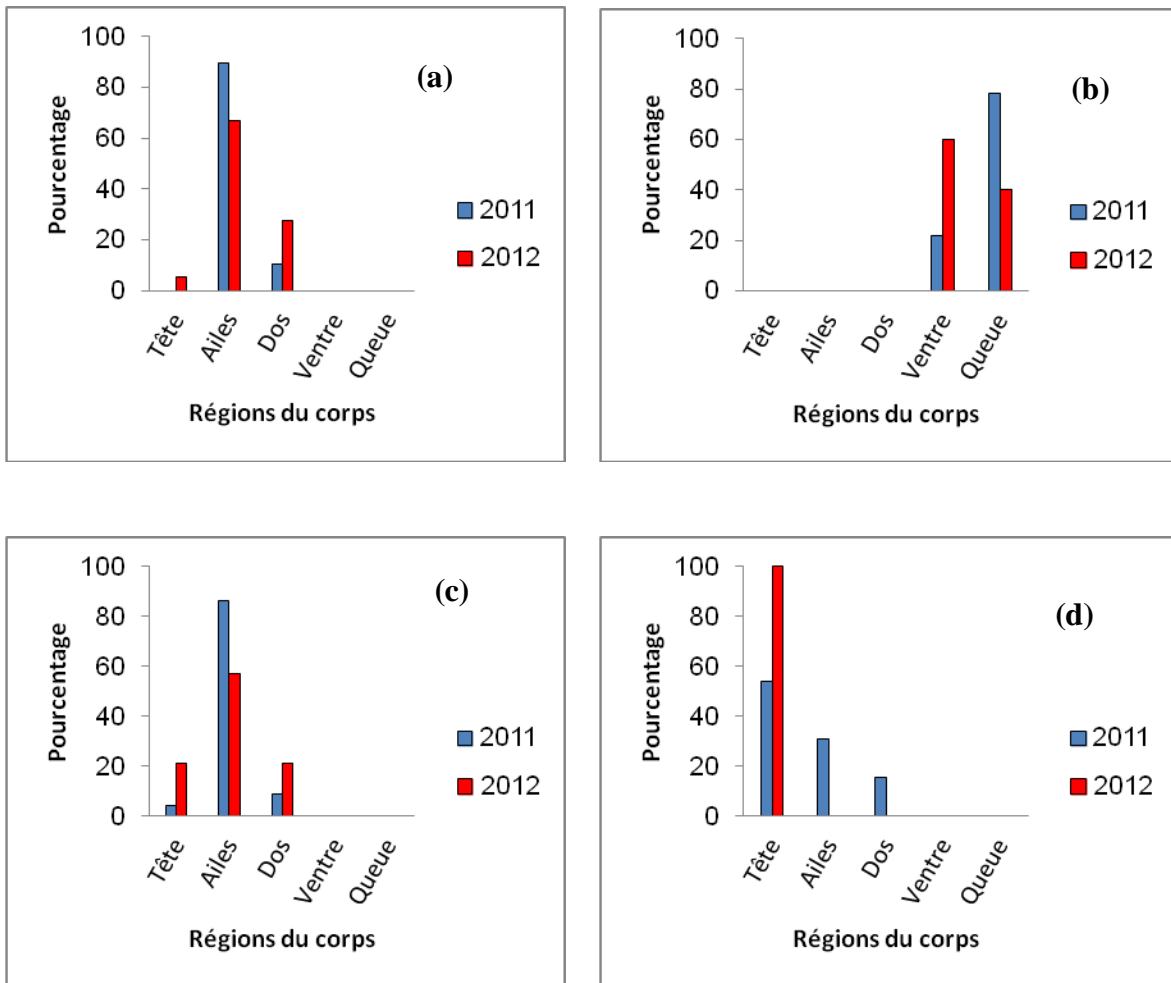 (a)
Pourcentage
100
80
60
40
20
0
Tête
Ailes
Dos
Ventre
Queue
Régions du corps
2011
2012
(b)
Pourcentage
100
80
60
40
20
0
Tête
Ailes
Dos
Ventre
Queue
Régions du corps
2011
2012
(c)
Pourcentage
100
80
60
40
20
0
Tête
Ailes
Dos
Ventre
Queue
Régions du corps
2011
2012
(d)
Pourcentage
100
80
60
40
20
0
Tête
Ailes
Dos
Ventre
Queue
Régions du corps
2011
2012